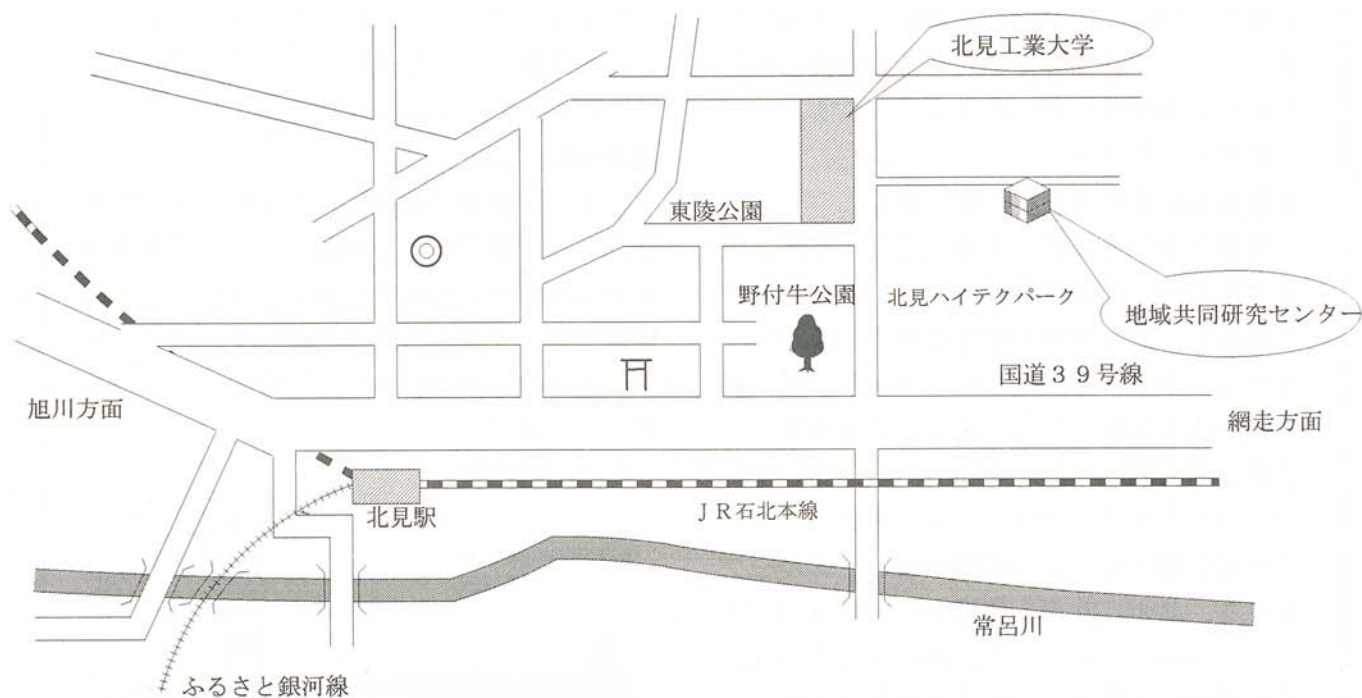 北見工業大学
東陵公園
野付牛公園
北見ハイテクパーク
地域共同研究センター
国道39号線
旭川方面
網走方面
北見駅
JR石北本線
常呂川
ふるさと銀河線